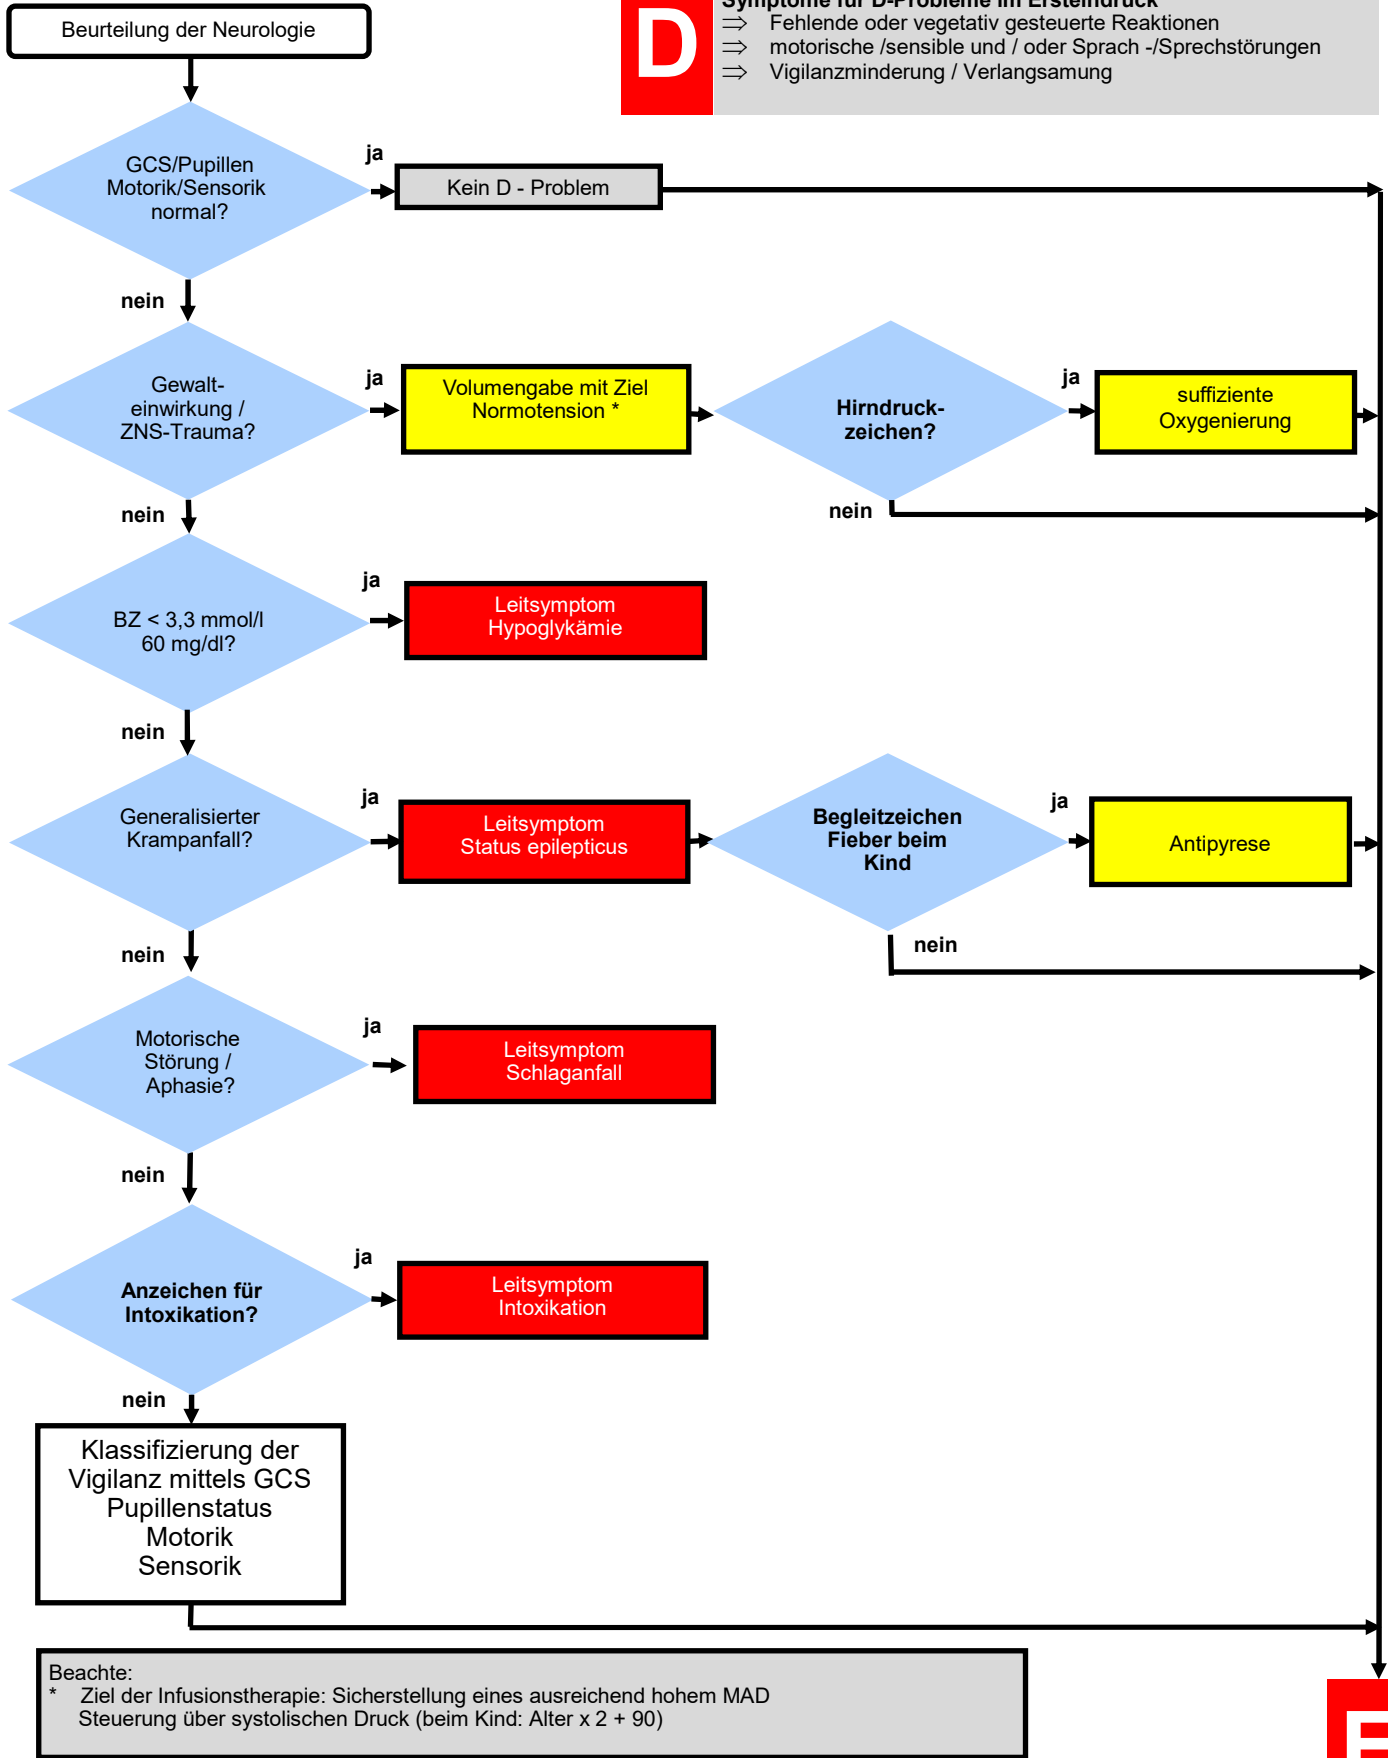 Beurteilung der Neurologie
D
Symptome für D-Probleme im Ersteindruck
⇒ Fehlende oder vegetativ gesteuerte Reaktionen
⇒ motorische /sensible und / oder Sprach -/Sprechstörungen
⇒ Vigilanzminderung / Verlangsamung
GCS/Pupillen
Motorik/Sensorik
normal?
ja
Kein D - Problem
nein
Gewalt-
einwirkung /
ZNS-Trauma?
ja
Volumengabe mit Ziel
Normotension *
Hirndruck-
zeichen?
ja
suffiziente
Oxygenierung
nein
nein
BZ < 3,3 mmol/l
60 mg/dl?
ja
Leitsymptom
Hypoglykämie
nein
Generalisierter
Krampanfall?
ja
Leitsymptom
Status epilepticus
Begleitzeichen
Fieber beim
Kind
ja
Antipyrese
nein
nein
Motorische
Störung /
Aphasie?
ja
Leitsymptom
Schlaganfall
nein
Anzeichen für
Intoxikation?
ja
Leitsymptom
Intoxikation
nein
Klassifizierung der
Vigilanz mittels GCS
Pupillenstatus
Motorik
Sensorik
Beachte:
* Ziel der Infusionstherapie: Sicherstellung eines ausreichend hohem MAD
Steuerung über systolischen Druck (beim Kind: Alter x 2 + 90)
E